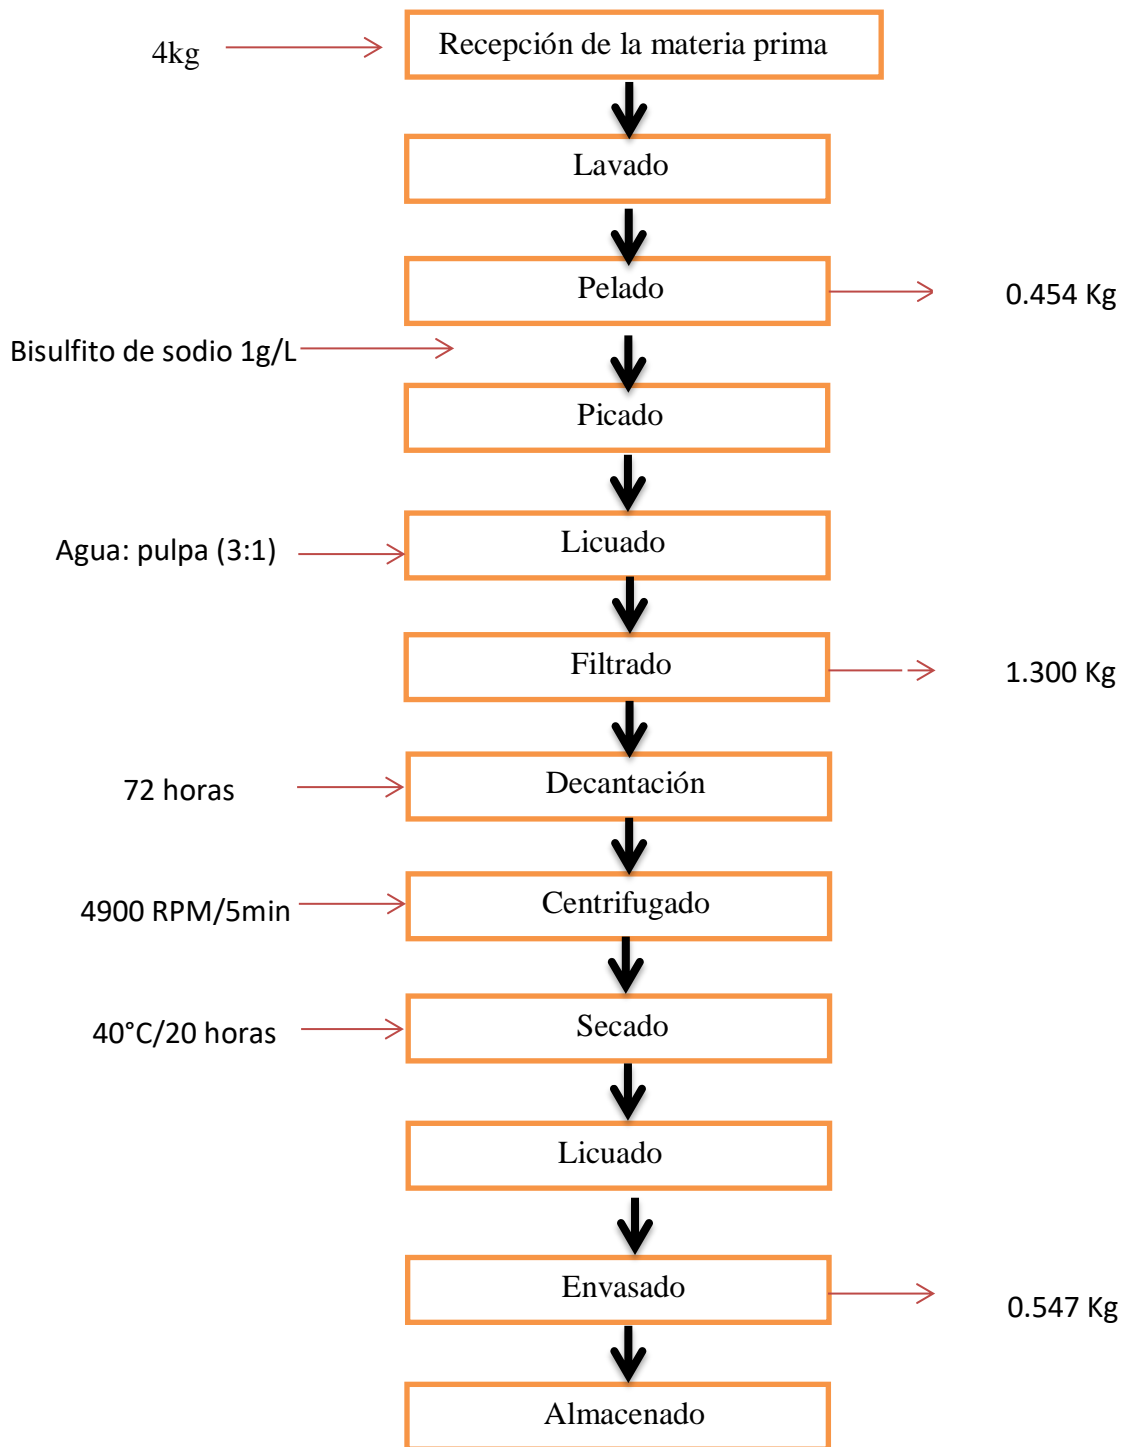 4kg
Recepción de la materia prima
Lavado
Pelado
0.454 Kg
Bisulfito de sodio 1g/L
Picado
Agua: pulpa (3:1)
Licuado
Filtrado
1.300 Kg
72 horas
Decantación
4900 RPM/5min
Centrifugado
40°C/20 horas
Secado
Licuado
Envasado
0.547 Kg
Almacenado